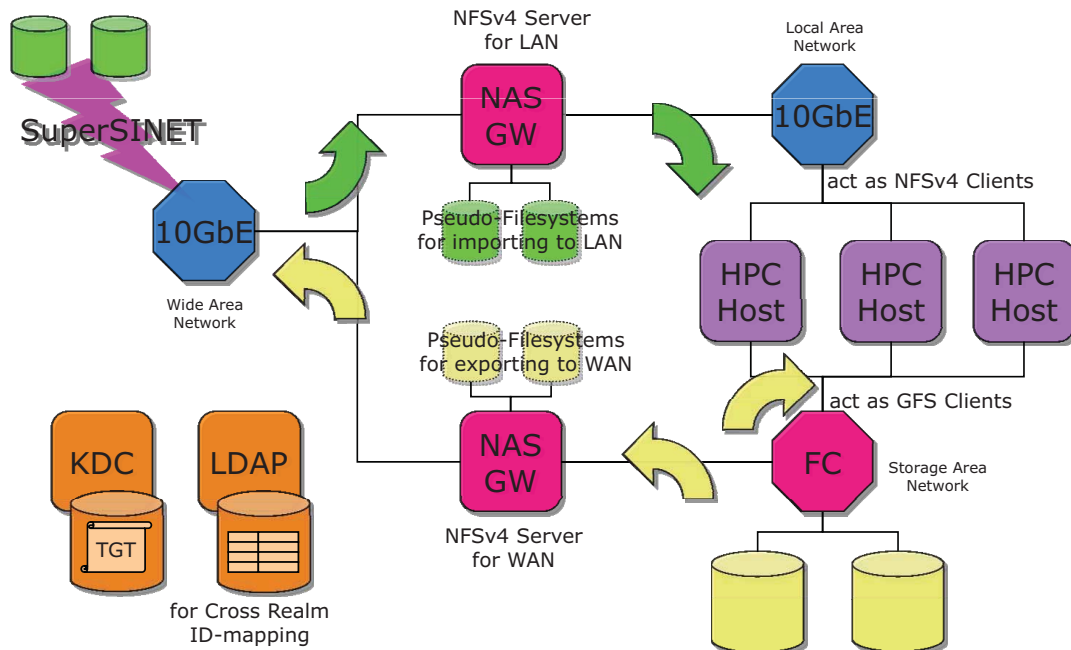 NFSv4 Server
for LAN
Local Area
Network
NAS
GW
10GbE
SuperSINET
act as NFSv4 Clients
10GbE
Pseudo-Filesystems
for importing to LAN
HPC
Host
HPC
Host
HPC
Host
Wide Area
Network
Pseudo-Filesystems
for exporting to WAN
act as GFS Clients
KDC
LDAP
NAS
GW
FC
Storage Area
Network
TGT
NFSv4 Server
for WAN
for Cross Realm
ID-mapping